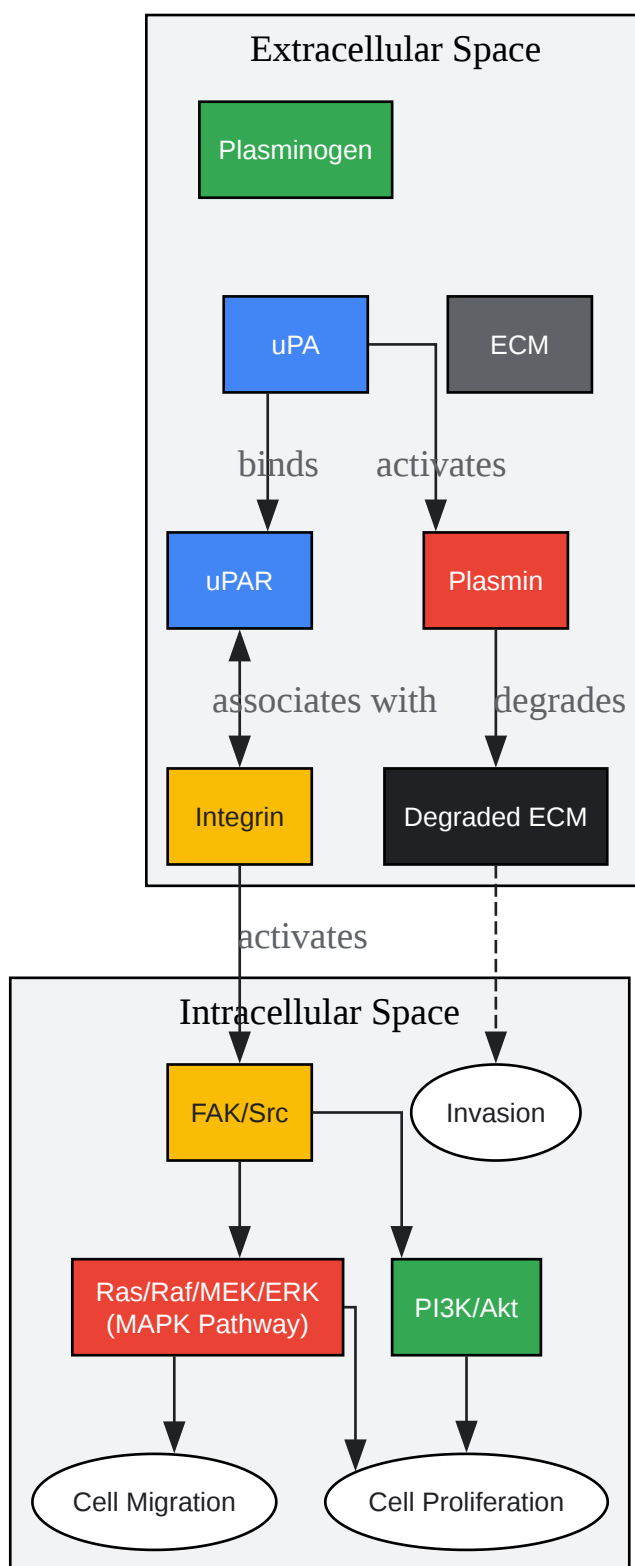 Extracellular Space
Plasminogen
uPA
ECM
binds
activates
uPAR
Plasmin
associates with
degrades
Integrin
Degraded ECM
activates
Intracellular Space
FAK/Src
Invasion
Ras/Raf/MEK/ERK
(MAPK Pathway)
PI3K/Akt
Cell Migration
Cell Proliferation